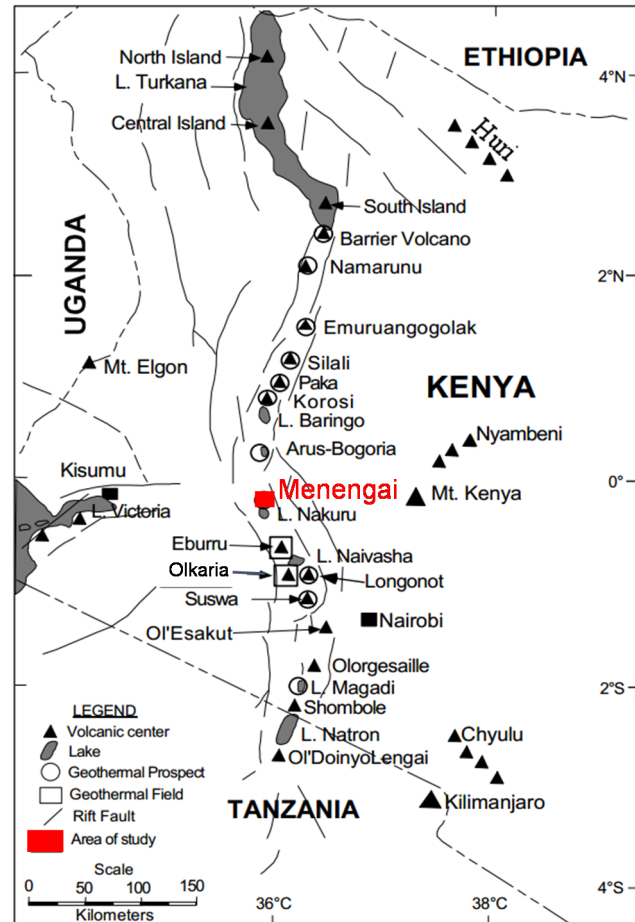 North Island
ETHIOPIA
4°N
L. Turkana
Central Island
Huri
South Island
UGANDA
Barrier Volcano
Namarunu
2°N
Emuruangogolak
Silali
Mt. Elgon
Paka
KENYA
Korosi
L. Baringo
Nyambeni
Arus-Bogoria
Kisumu
0°
Menengai
Mt. Kenya
L. Victoria
L. Nakuru
Eburru
L. Naivasha
Olkaria
Longonot
Suswa
Nairobi
Ol'Esakut
Olorgesaille
L. Magadi
2°S
Shombole
LEGEND
Volcanic center
Lake
Geothermal Prospect
Geothermal Field
Rift Fault
Area of study
L. Natron
Chyulu
Ol'DoinyoLengai
TANZANIA
Kilimanjaro
Scale
0 50 100 150
Kilometers
4°S
36°C
38°C